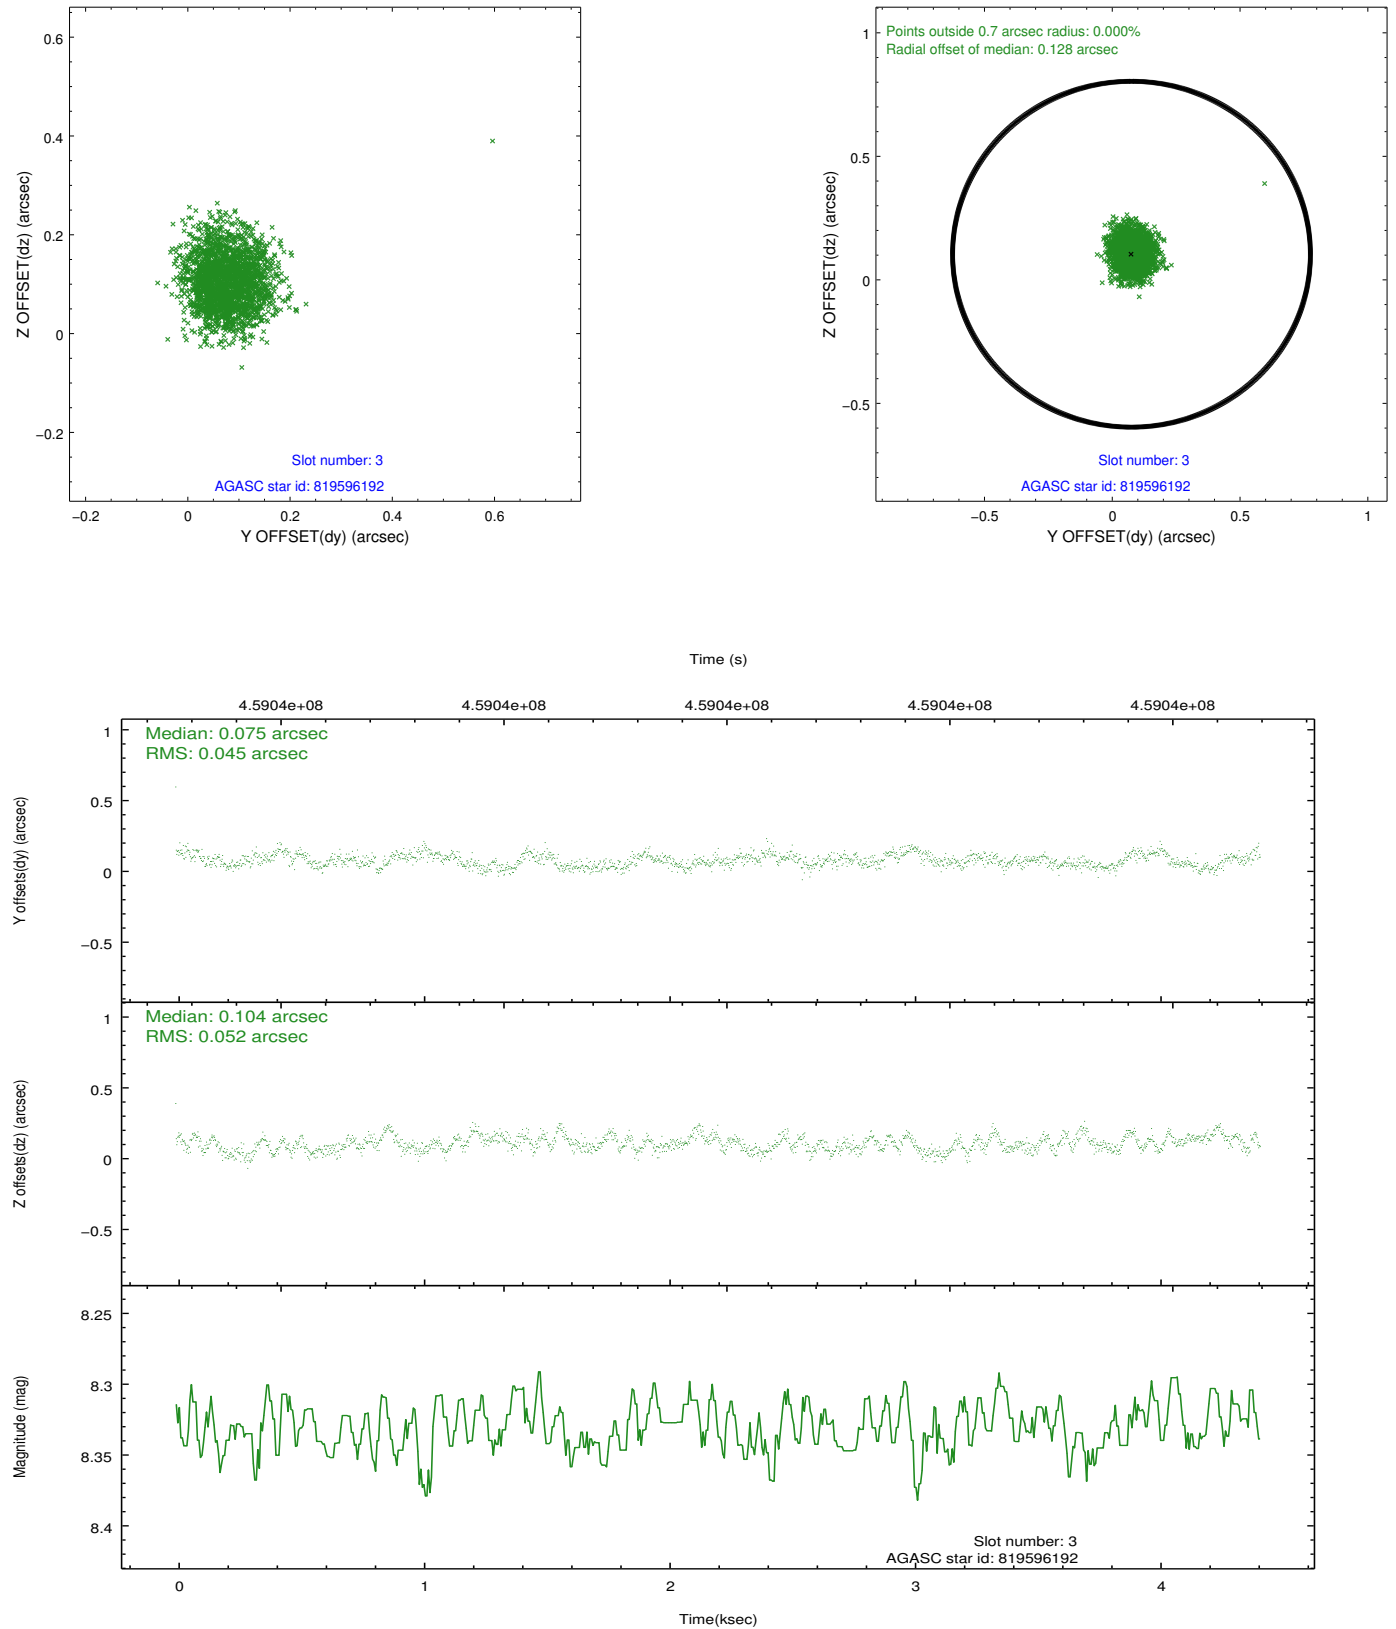 0.6
0.4
0.2
0
−0.2
Z OFFSET(dz) (arcsec)
Slot number: 3
AGASC star id: 819596192
−0.2 0 0.2 0.4 0.6
Y OFFSET(dy) (arcsec)
Points outside 0.7 arcsec radius: 0.000%
Radial offset of median: 0.128 arcsec
1
0.5
0
−0.5
Z OFFSET(dz) (arcsec)
Slot number: 3
AGASC star id: 819596192
−0.5 0 0.5 1
Y OFFSET(dy) (arcsec)
Time (s)
4.5904e+08 4.5904e+08 4.5904e+08 4.5904e+08 4.5904e+08
Median: 0.075 arcsec
RMS: 0.045 arcsec
1
0.5
0
−0.5
Y offsets(dy) (arcsec)
Median: 0.104 arcsec
RMS: 0.052 arcsec
1
0.5
0
−0.5
Z offsets(dz) (arcsec)
8.25
8.3
8.35
8.4
Magnitude (mag)
Slot number: 3
AGASC star id: 819596192
0 1 2 3 4
Time(ksec)